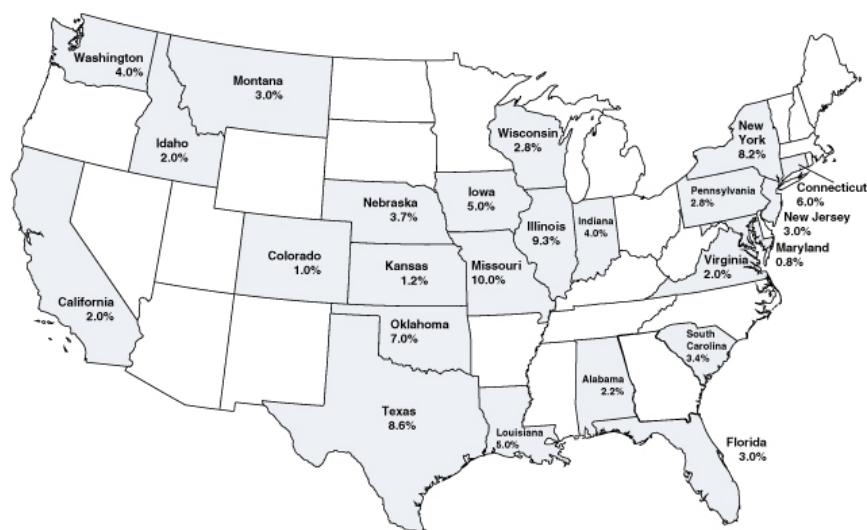 Washington
4.0%
Montana
3.0%
Idaho
2.0%
Wisconsin
2.8%
New
York
8.2%
Connecticut
6.0%
Pennsylvania
2.8%
New Jersey
3.0%
Maryland
0.8%
Nebraska
3.7%
Iowa
5.0%
Illinois
9.3%
Indiana
4.0%
Colorado
1.0%
Kansas
1.2%
Missouri
10.0%
Virginia
2.0%
California
2.0%
Oklahoma
7.0%
South
Carolina
3.4%
Alabama
2.2%
Texas
8.6%
Louisiana
5.0%
Florida
3.0%